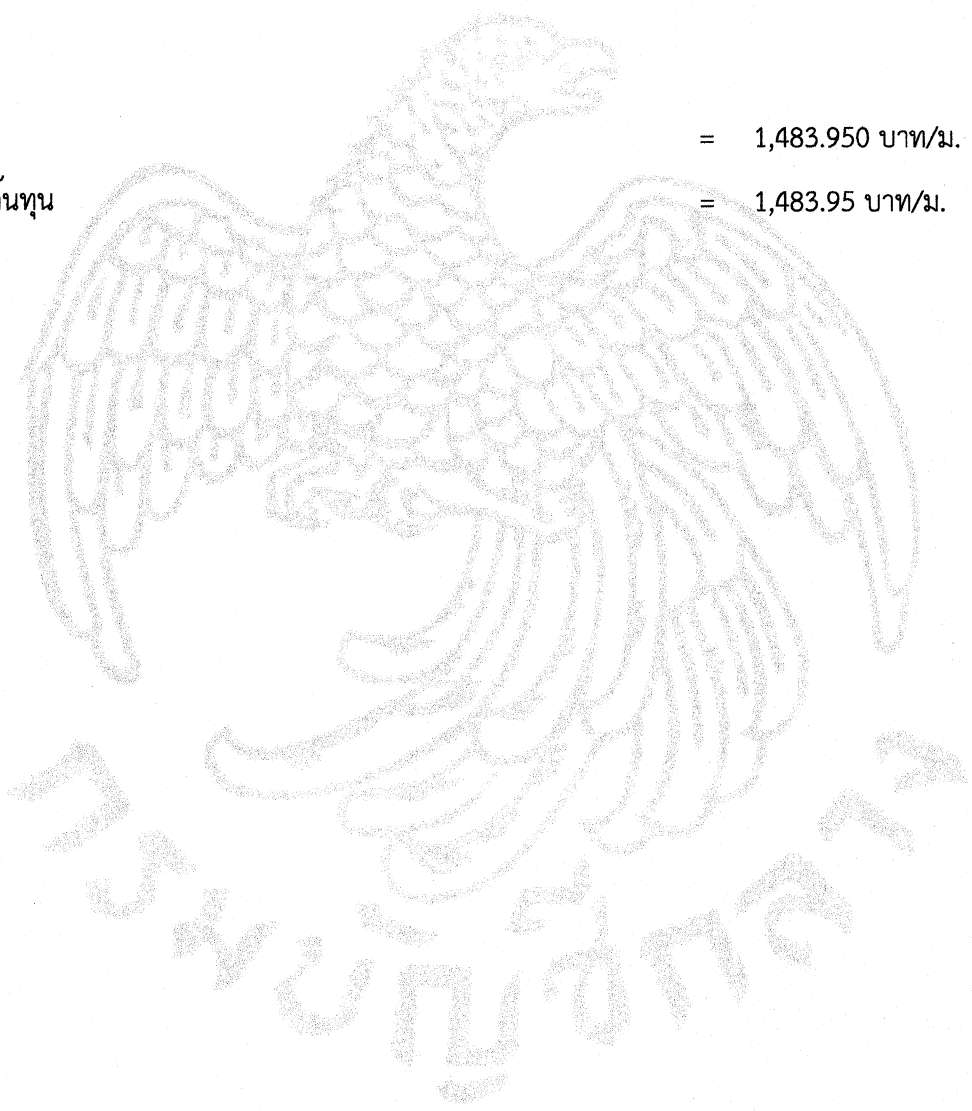 = 1,483.950 บาท/ม.
นทุน = 1,483.95 บาท/ม.
กรมบัญชีกลาง